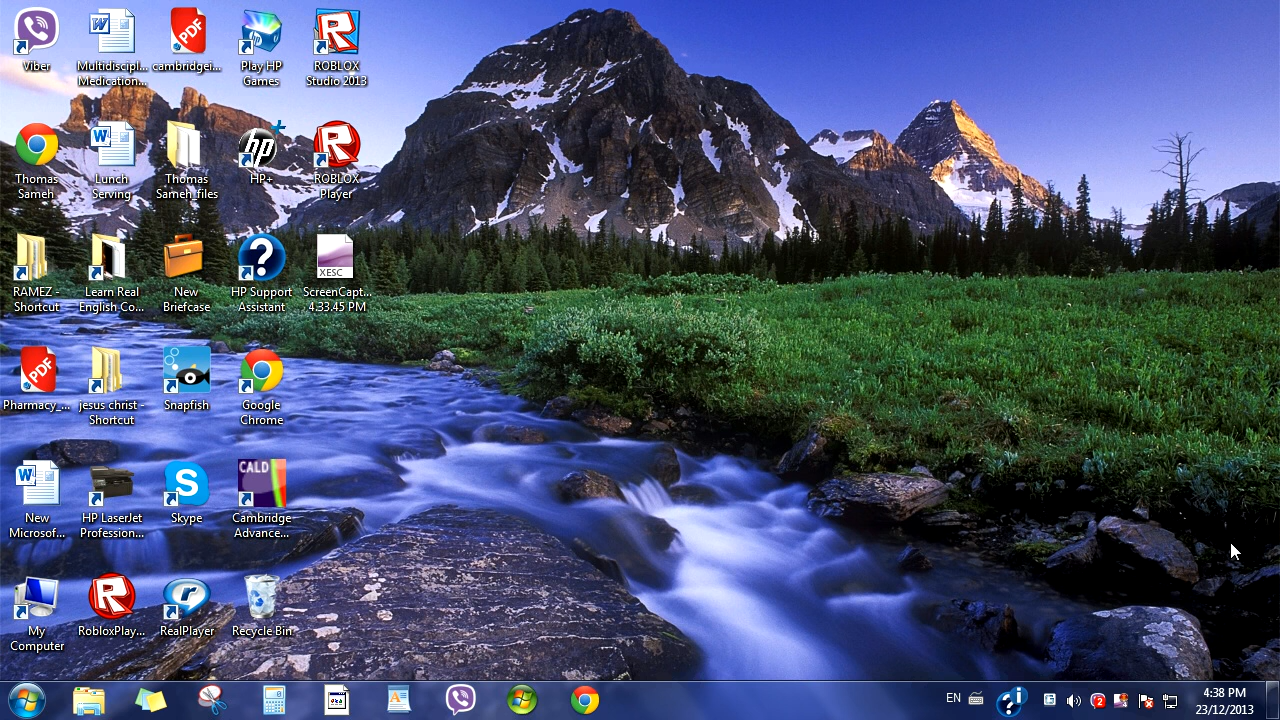 Viber
Multidiscipl...
Medication...
cambridgei...
Play HP
Games
ROBLOX
Studio 2013
Thomas
Sameh
Lunch
Serving
Thomas
Sameh_files
HP+
ROBLOX
Player
RAMEZ -
Shortcut
Learn Real
English Co...
New
Briefcase
HP Support
Assistant
XESC
ScreenCapt...
4.33.45 PM
Pharmacy_...
jesus christ -
Shortcut
Snapfish
Google
Chrome
New
Microsof...
HP LaserJet
Profession...
Skype
CALD
Cambridge
Advance...
My
Computer
RobloxPlay...
RealPlayer
Recycle Bin
EN
4:38 PM
23/12/2013